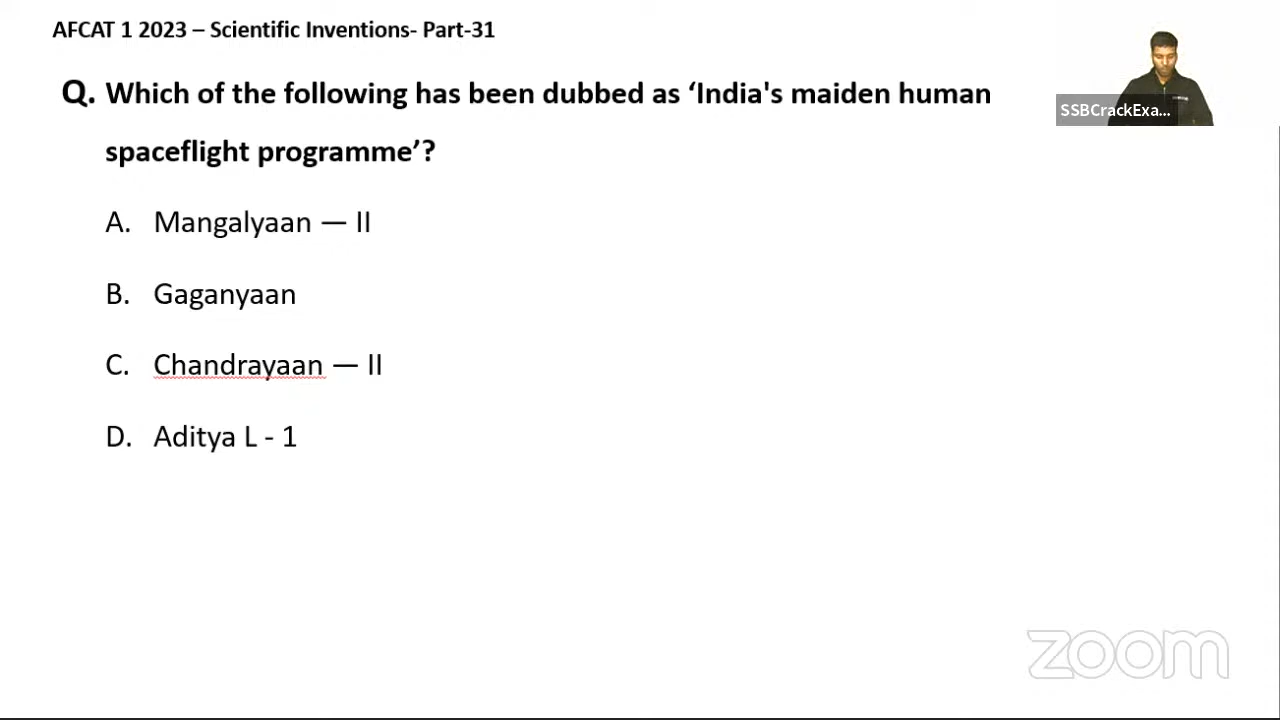 AFCAT 1 2023 – Scientific Inventions- Part-31
Q. Which of the following has been dubbed as ‘India's maiden human
spaceflight programme’?
SSBCrackExa...
A. Mangalyaan — II
B. Gaganyaan
C. Chandrayaan — II
D. Aditya L - 1
zoom